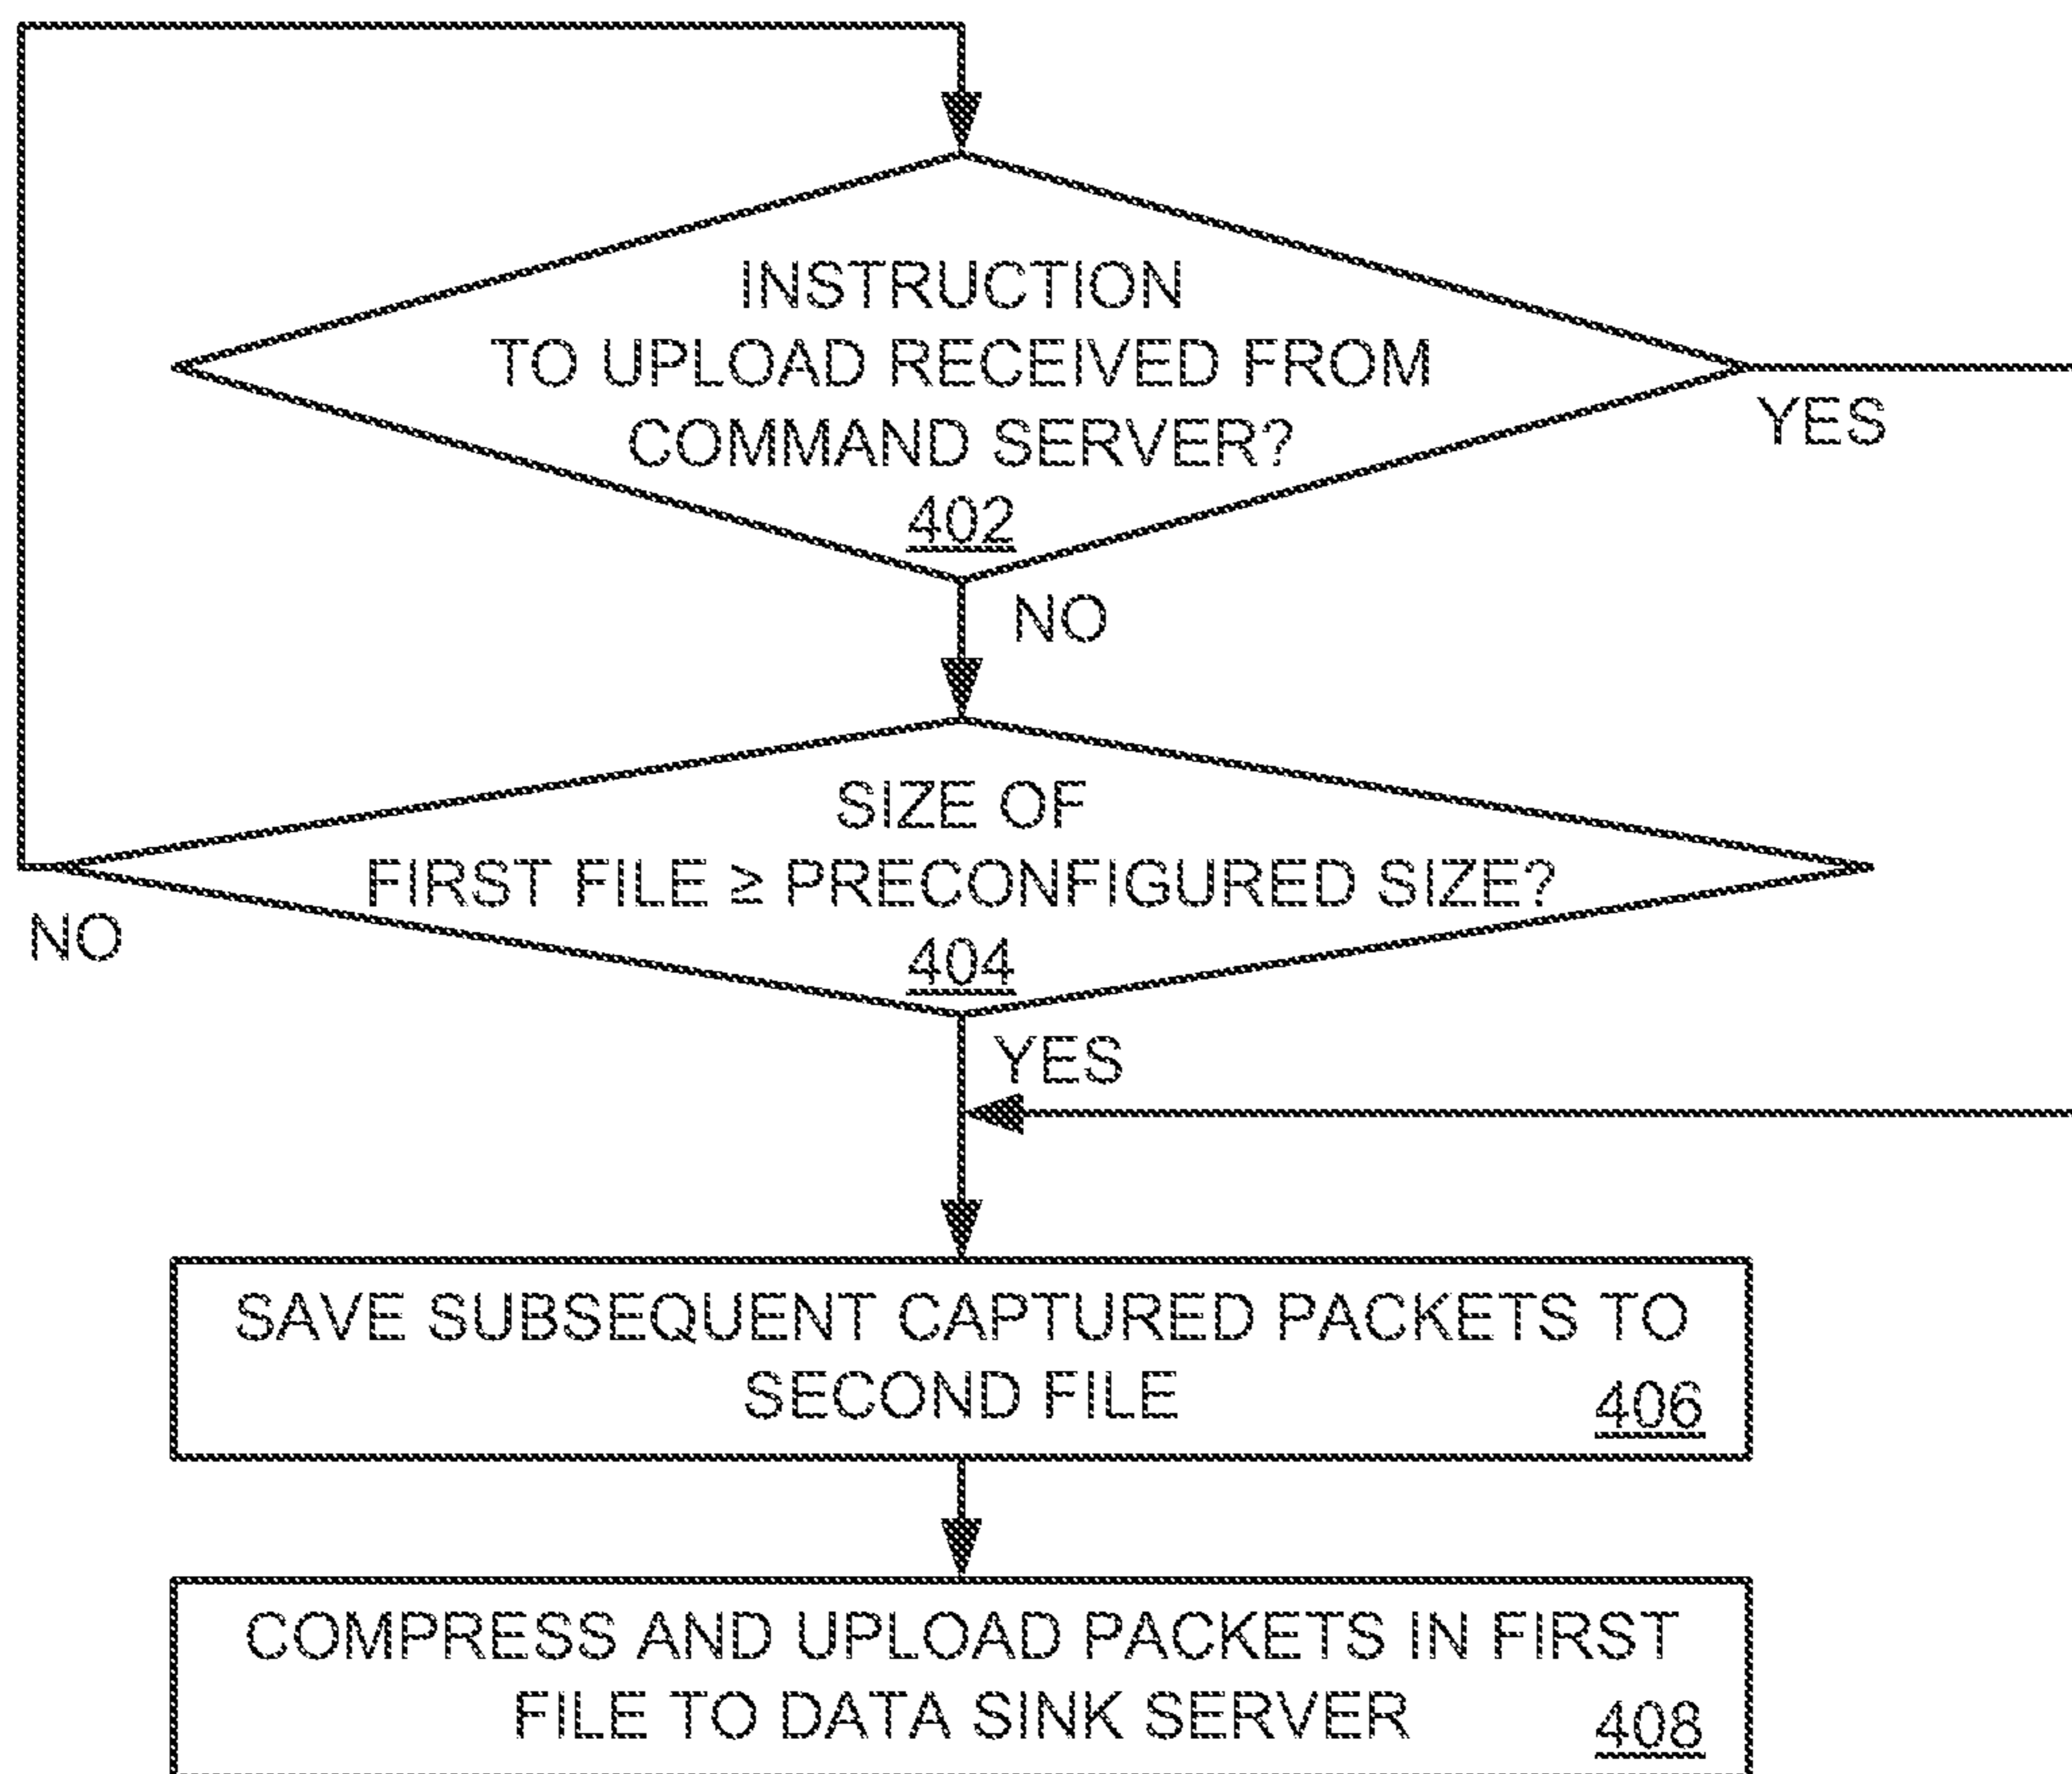 INSTRUCTION
TO UPLOAD RECEIVED FROM
COMMAND SERVER?
402
YES
NO
SIZE OF
FIRST FILE ≥ PRECONFIGURED SIZE?
404
NO
YES
SAVE SUBSEQUENT CAPTURED PACKETS TO
SECOND FILE
406
COMPRESS AND UPLOAD PACKETS IN FIRST
FILE TO DATA SINK SERVER
408